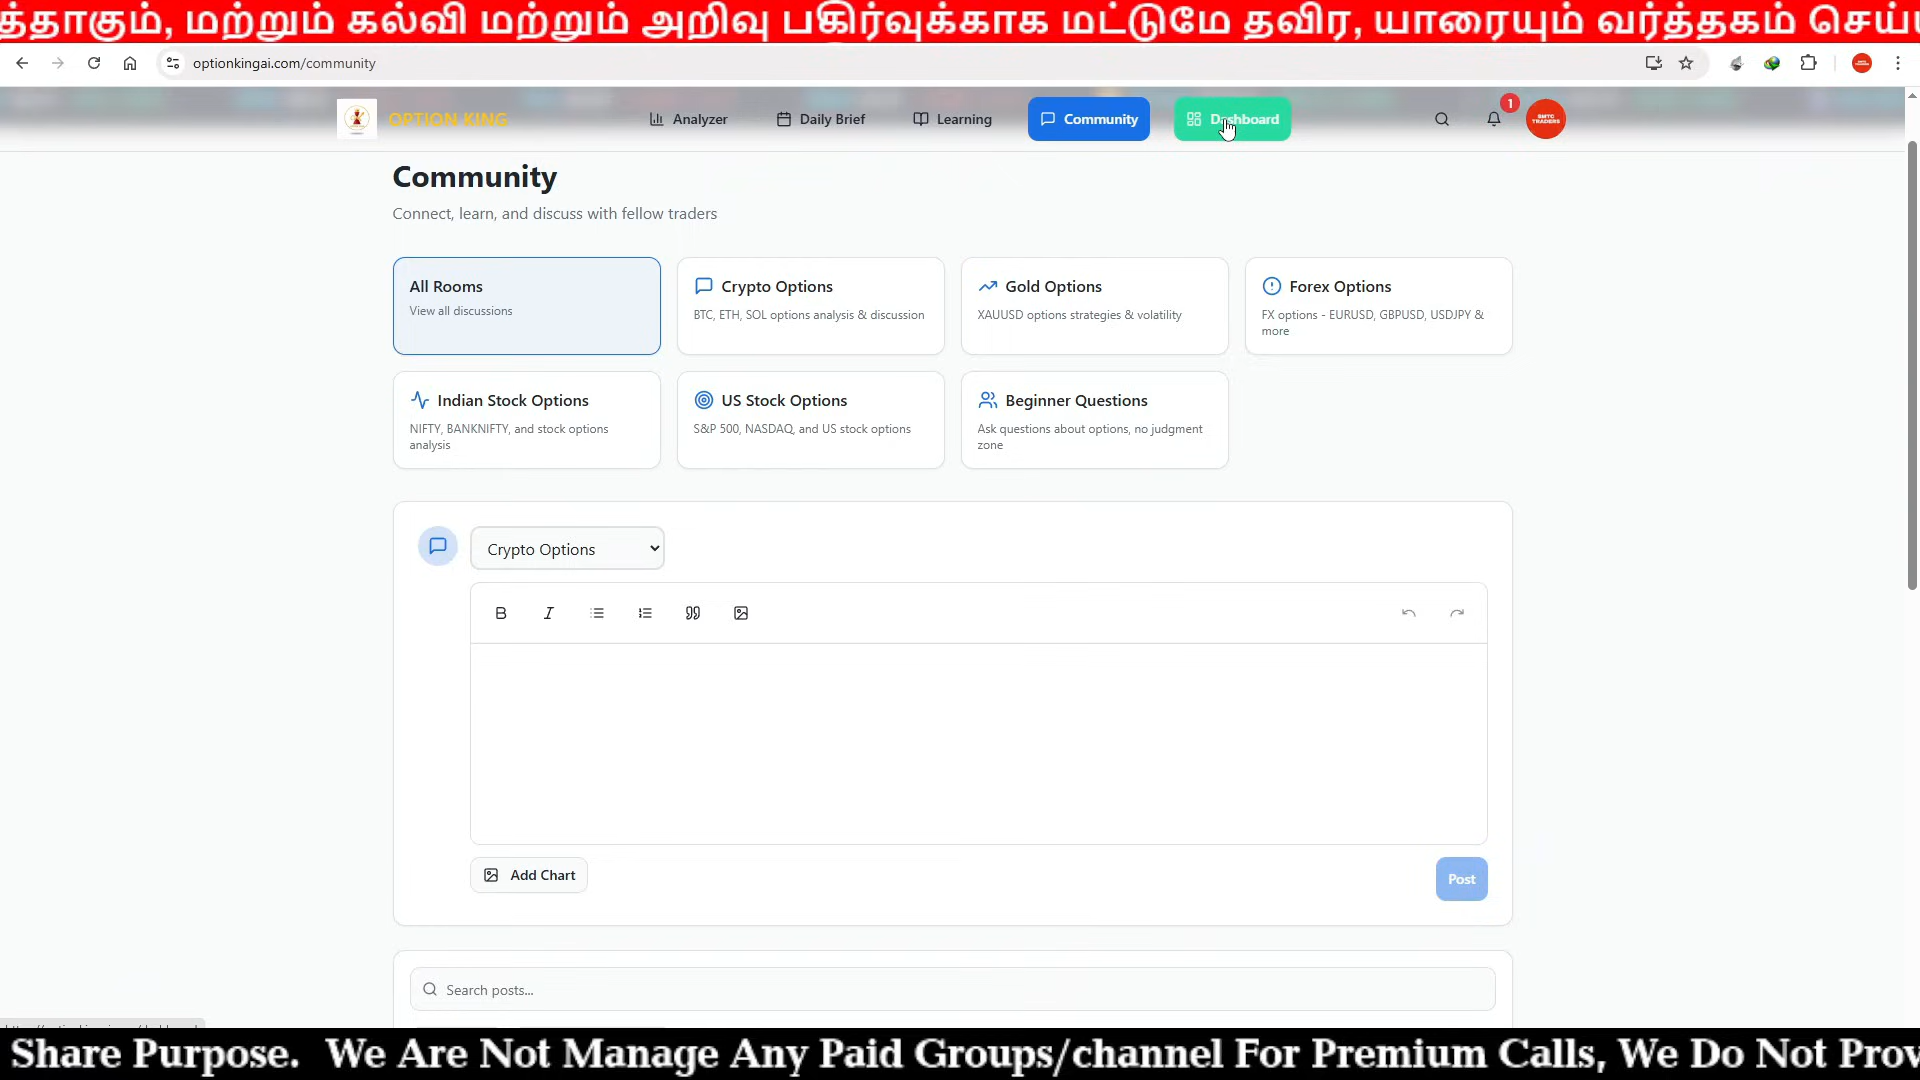 த்தாகும், மற்றும் கல்வி மற்றும் அறிவு பகிர்வுக்காக மட்டுமே தவிர, யாரையும் வர்த்தகம் செய்ய
optionkingai.com/community
OPTION KING
Analyzer
Daily Brief
Learning
Community
Dashboard
1
SMTC TRADERS
Community
Connect, learn, and discuss with fellow traders
All Rooms
View all discussions
Crypto Options
BTC, ETH, SOL options analysis & discussion
Gold Options
XAUUSD options strategies & volatility
Forex Options
FX options - EURUSD, GBPUSD, USDJPY &
more
Indian Stock Options
NIFTY, BANKNIFTY, and stock options
analysis
US Stock Options
S&P 500, NASDAQ, and US stock options
Beginner Questions
Ask questions about options, no judgment
zone
Crypto Options
Add Chart
Post
Search posts...
Share Purpose. We Are Not Manage Any Paid Groups/channel For Premium Calls, We Do Not Prov